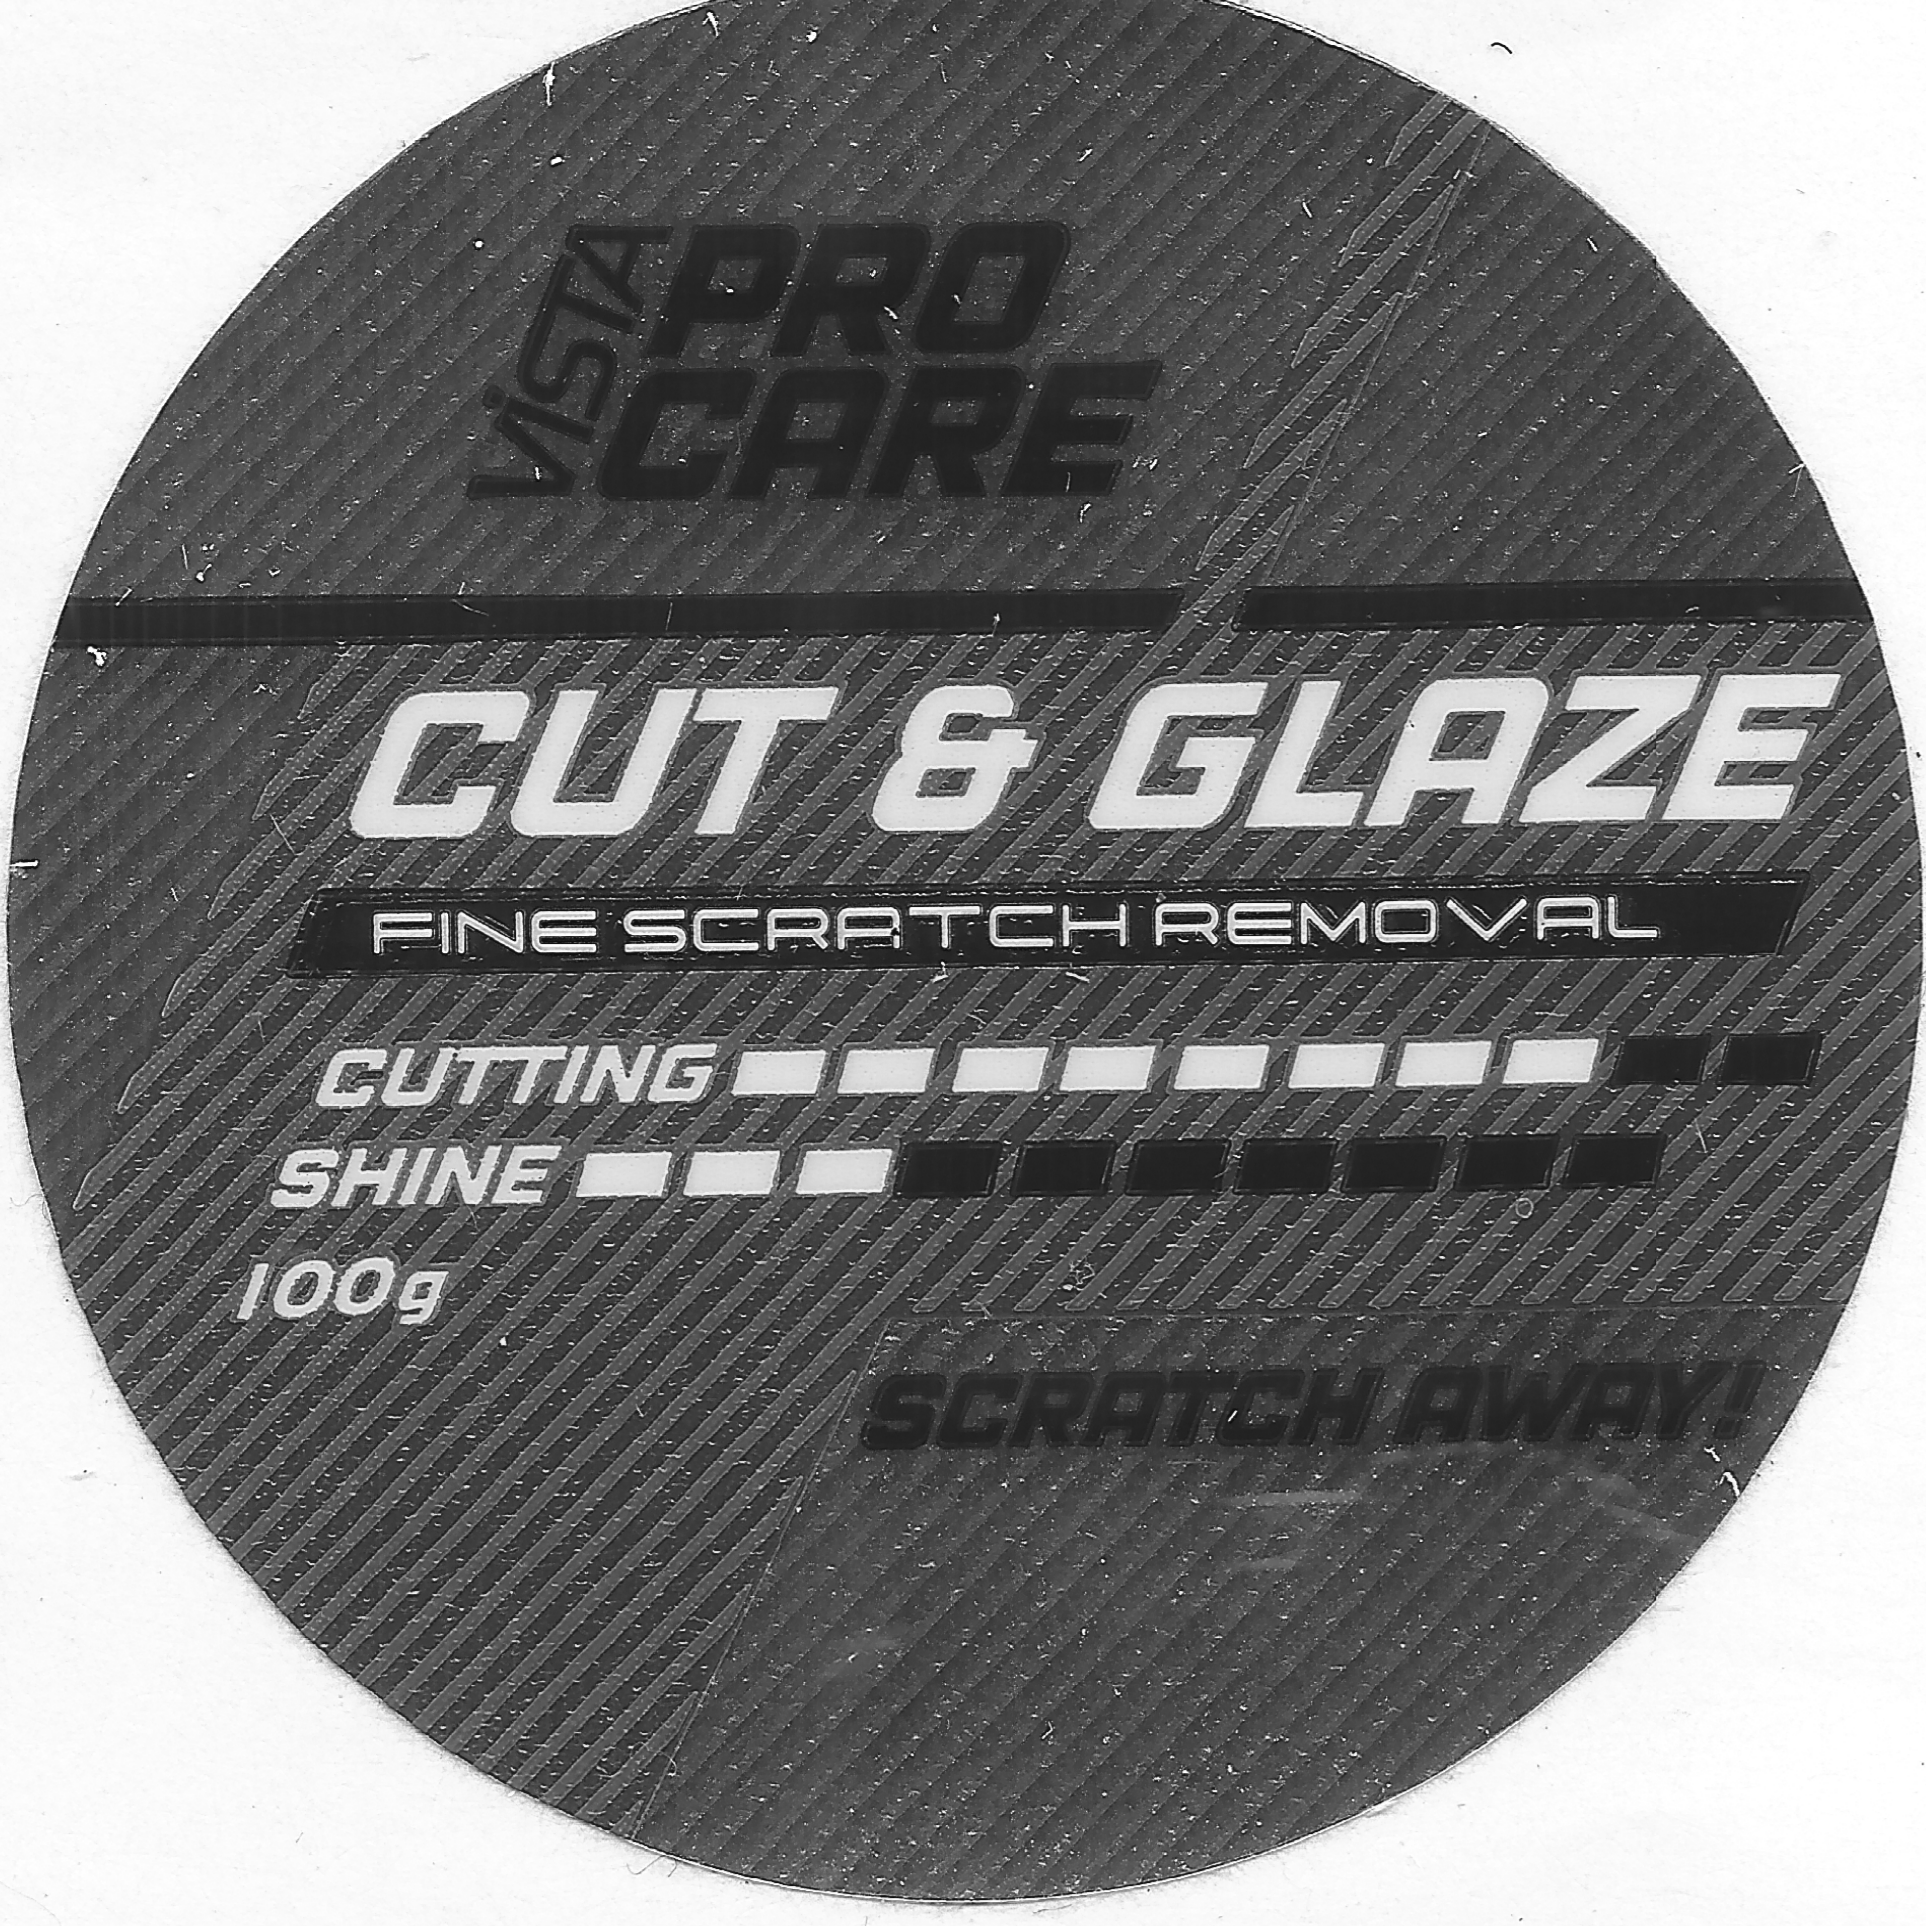 ViSTA
PRO
CARE
CUT & GLAZE
FINE SCRATCH REMOVAL
CUTTING
SHINE
100g
SCRATCH AWAY!